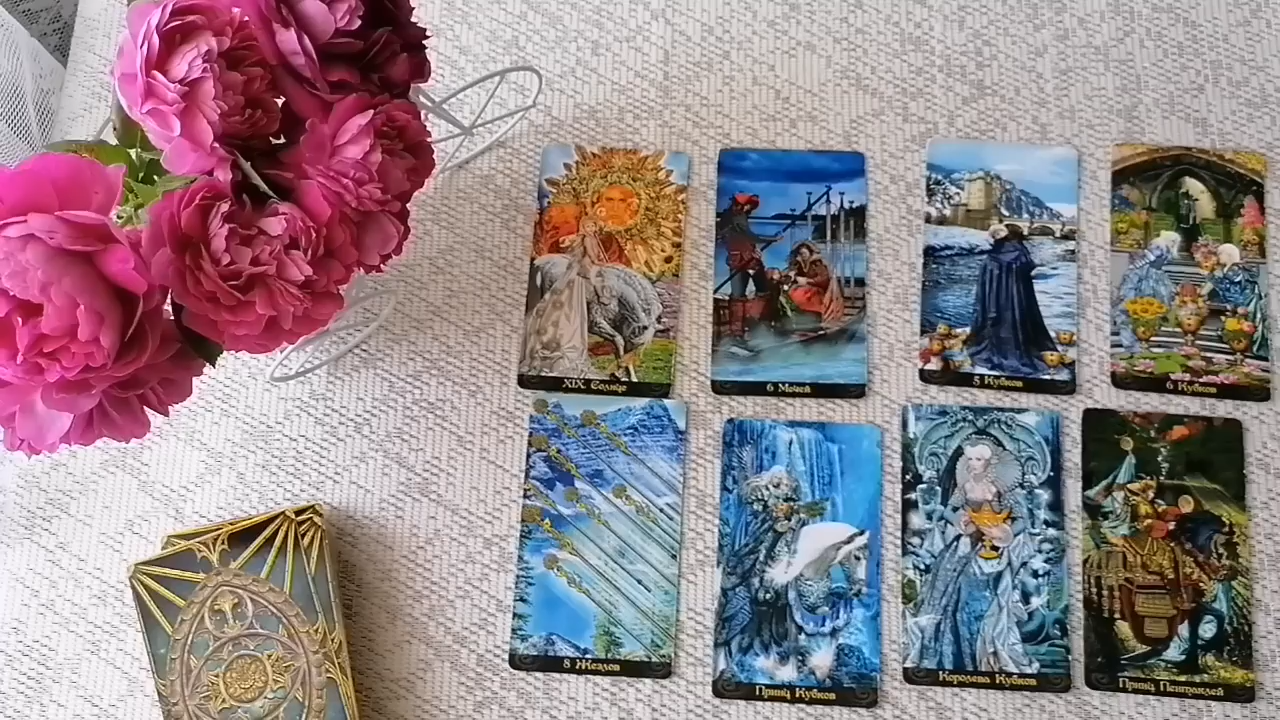 XIX. Солнце
6 Мечей
5 Кубков
6 Кубков
8 Жезлов
Принц Кубков
Королева Кубков
Принц Пентаклей